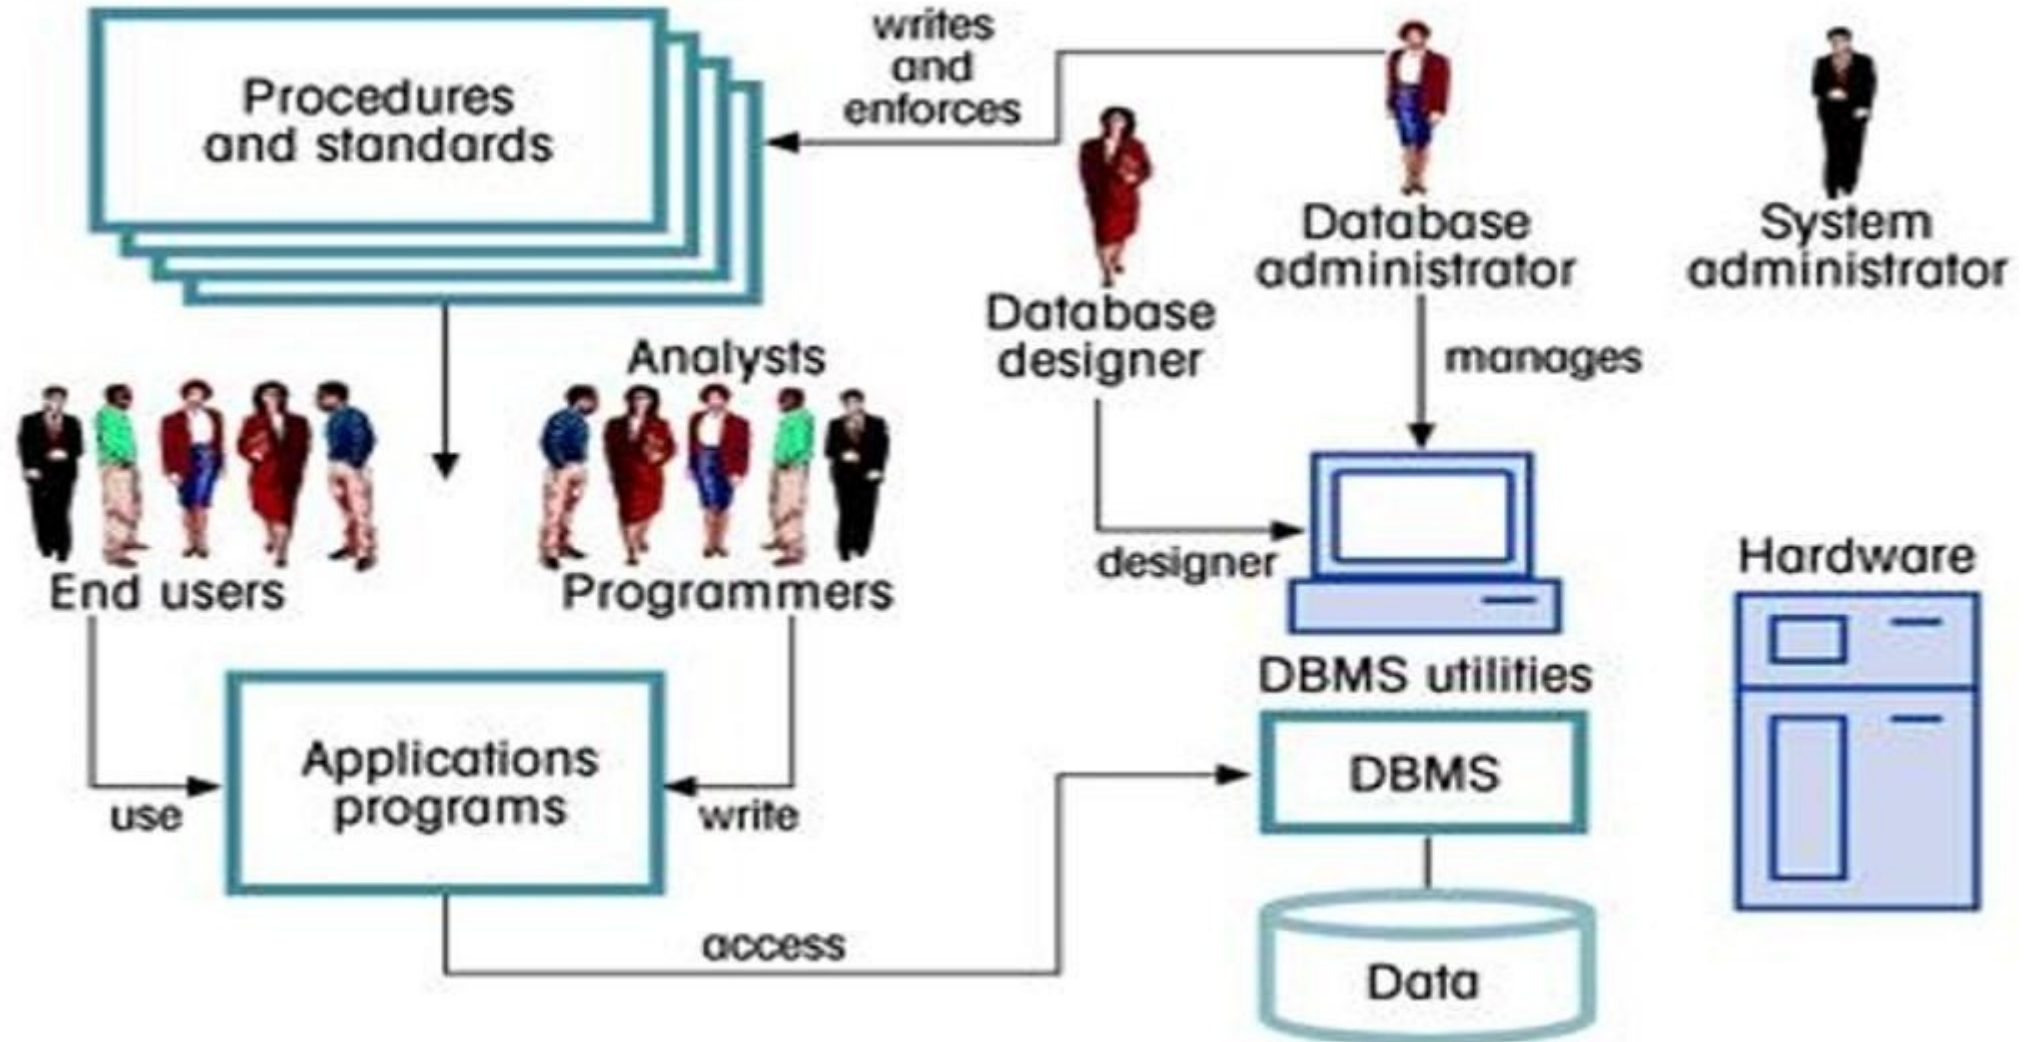 writes
and
enforces
Procedures
and standards
Database
administrator
System
administrator
Database
designer
manages
Analysts
designer
Hardware
End users
Programmers
DBMS utilities
Applications
programs
use
write
DBMS
access
Data